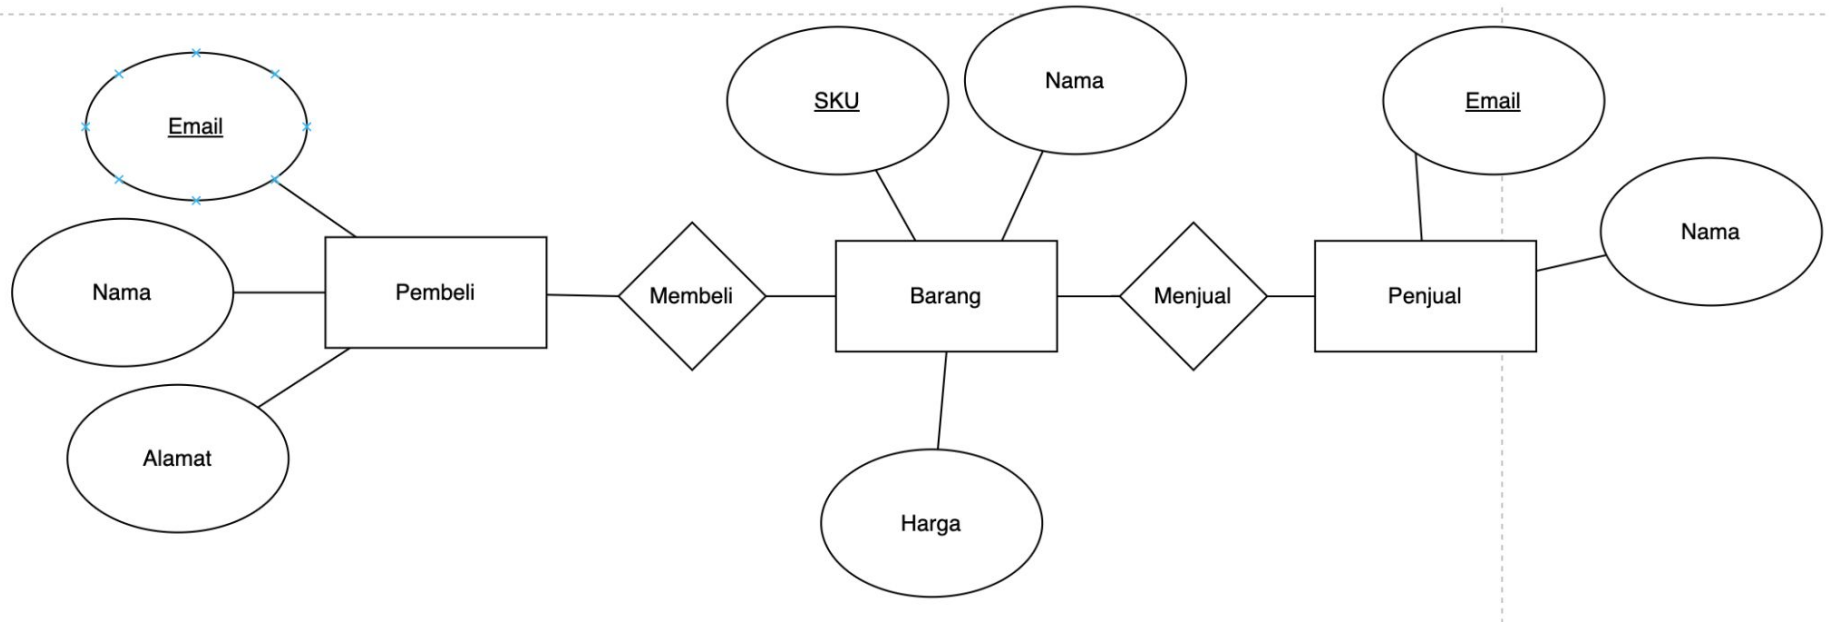 Email
Nama
Alamat
Pembeli
Membeli
SKU
Nama
Barang
Harga
Menjual
Email
Nama
Penjual